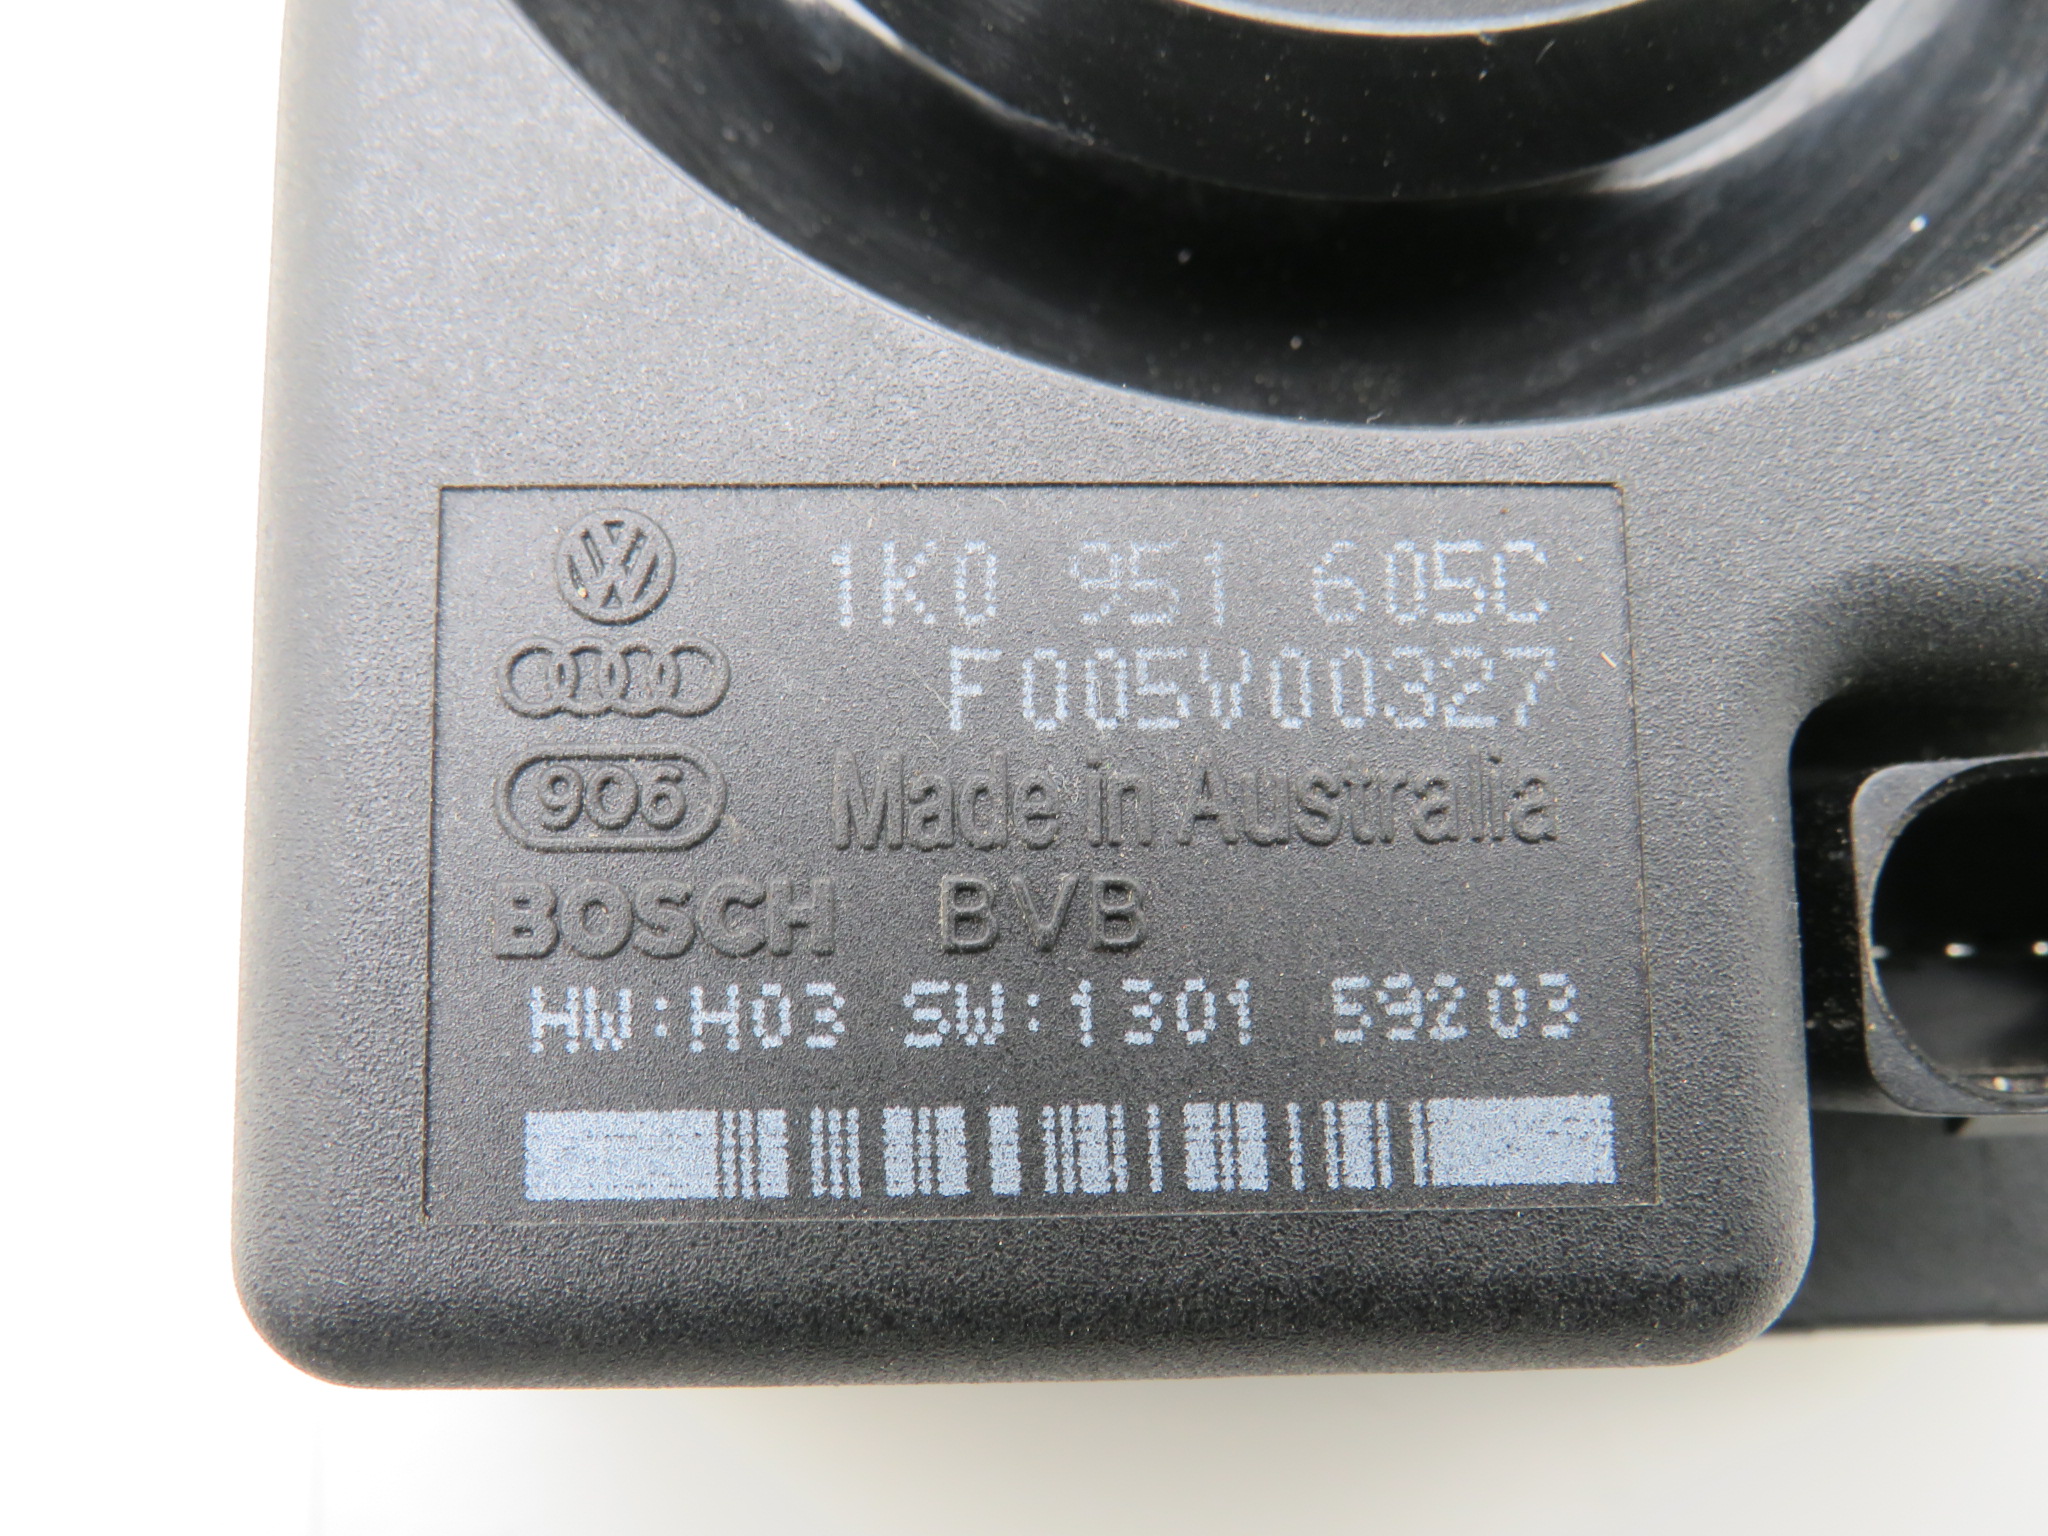 1K0 951 605C
F005V00327
906 Made in Australia
BOSCH BVB
HW:H03 SW:1301 59203